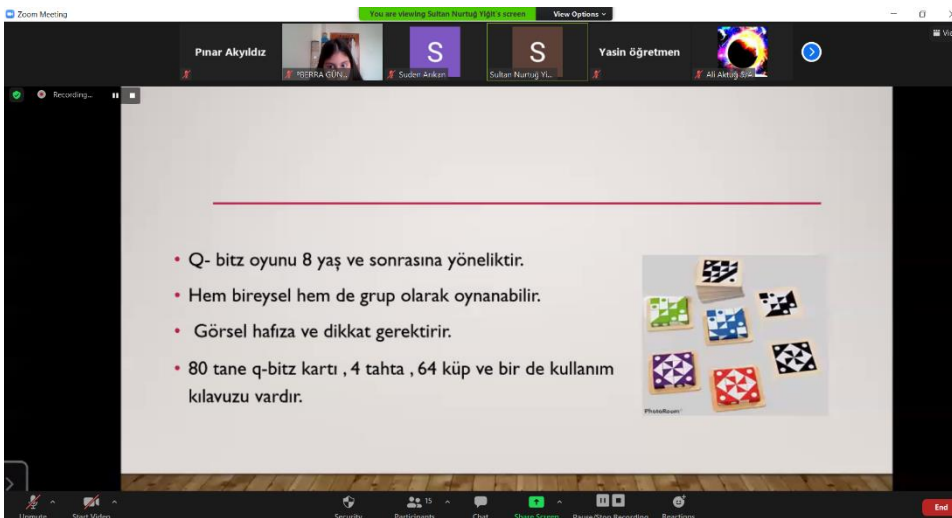 Zoom Meeting
You are viewing Sultan Nurtuğ Yiğit's screen
View Options
Pınar Akyıldız
BERRA GÜN...
S
Suden Arıkan
S
Sultan Nurtuğ Yi...
Yasin öğretmen
Ali Aktuğ
Recording...
• Q- bitz oyunu 8 yaş ve sonrasına yöneliktir.
• Hem bireysel hem de grup olarak oynanabilir.
• Görsel hafıza ve dikkat gerektirir.
• 80 tane q-bitz kartı , 4 tahta , 64 küp ve bir de kullanım
kılavuzu vardır.
PhotoRoom
Unmute
Start Video
Security
Participants
15
Chat
Share Screen
Pause/Stop Recording
Reactions
End